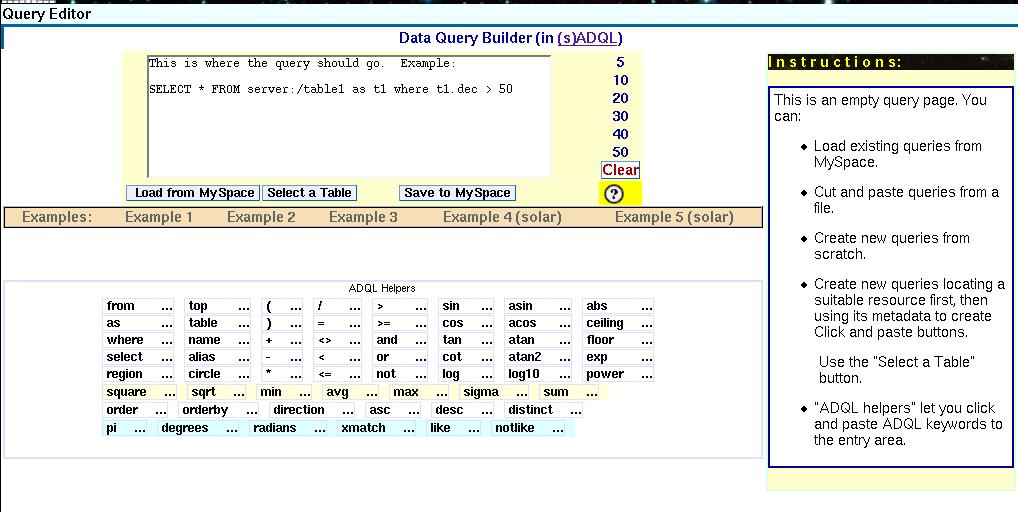 Query Editor
Data Query Builder (in (s)ADQL)
This is where the query should go.  Example:
SELECT * FROM server:/table1 as t1 where t1.dec > 50
5
10
20
30
40
50
Clear
?
Load from MySpace Select a Table Save to MySpace
Examples: Example 1 Example 2 Example 3 Example 4 (solar) Example 5 (solar)
ADQL Helpers
from ... top ... ( ... / ... > ... sin ... asin ... abs ...
as ... table ... ) ... = ... >= ... cos ... acos ... ceiling ...
where ... name ... + ... <> ... and ... tan ... atan ... floor ...
select ... alias ... - ... < ... or ... cot ... atan2 ... exp ...
region ... circle ... * ... <= ... not ... log ... log10 ... power ...
square ... sqrt ... min ... avg ... max ... sigma ... sum ...
order ... orderby ... direction ... asc ... desc ... distinct ...
pi ... degrees ... radians ... xmatch ... like ... notlike ...
Instructions:
This is an empty query page. You
can:
Load existing queries from
MySpace.
Cut and paste queries from a
file.
Create new queries from
scratch.
Create new queries locating a
suitable resource first, then
using its metadata to create
Click and paste buttons.
Use the "Select a Table"
button.
"ADQL helpers" let you click
and paste ADQL keywords to
the entry area.